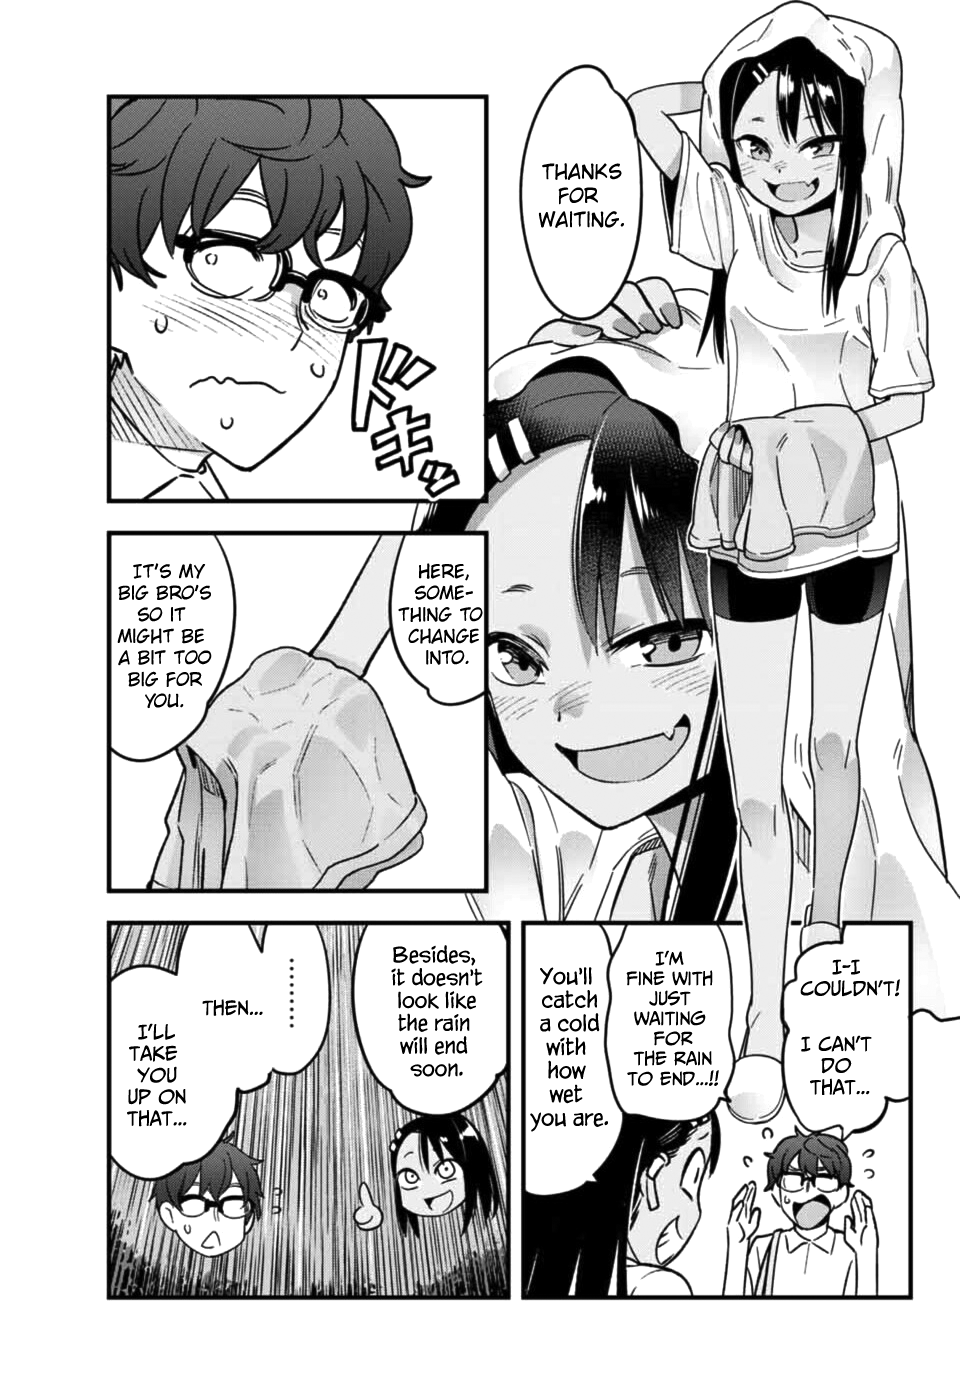 THANKS
FOR
WAITING.
ドキッ
HERE,
SOME-
THING TO
CHANGE
INTO.
IT'S MY
BIG BRO'S
SO IT
MIGHT BE
A BIT TOO
BIG FOR
YOU.
I-I
COULDN'T!
I CAN'T
DO
THAT...
I'M
FINE WITH
JUST
WAITING
FOR
THE RAIN
TO END...!!
You'll
catch
a cold
with
how
wet
you are.
Besides,
it doesn't
look like
the rain
will end
soon.
........
THEN...
I'LL
TAKE
YOU
UP ON
THAT...